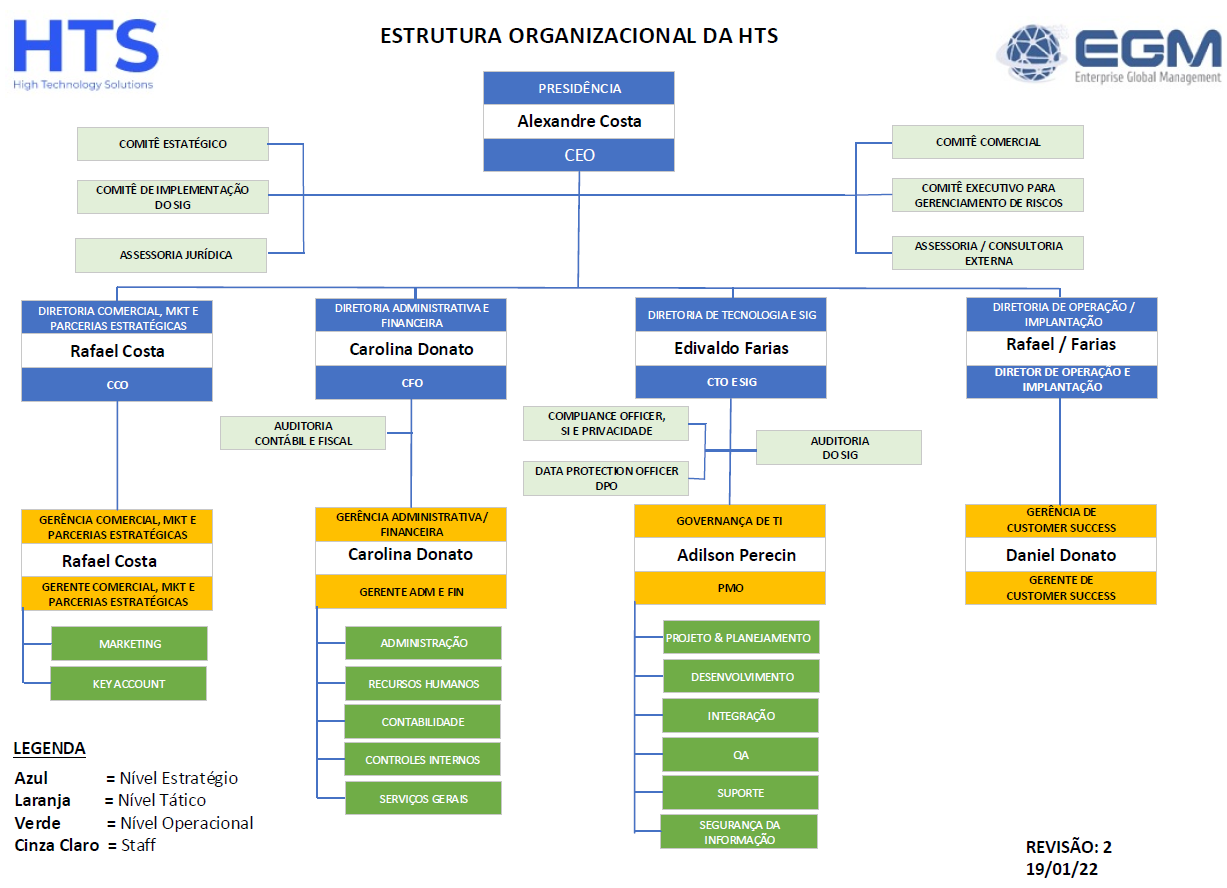 HTS
High Technology Solutions
ESTRUTURA ORGANIZACIONAL DA HTS
EGM
Enterprise Global Management
PRESIDÊNCIA
Alexandre Costa
CEO
COMITÊ ESTATÉGICO
COMITÊ DE IMPLEMENTAÇÃO
DO SIG
ASSESSORIA JURÍDICA
COMITÊ COMERCIAL
COMITÊ EXECUTIVO PARA
GERENCIAMENTO DE RISCOS
ASSESSORIA / CONSULTORIA
EXTERNA
DIRETORIA COMERCIAL, MKT E
PARCERIAS ESTRATÉGICAS
Rafael Costa
CCO
DIRETORIA ADMINISTRATIVA E
FINANCEIRA
Carolina Donato
CFO
DIRETORIA DE TECNOLOGIA E SIG
Edivaldo Farias
CTO E SIG
DIRETORIA DE OPERAÇÃO /
IMPLANTAÇÃO
Rafael / Farias
DIRETOR DE OPERAÇÃO E
IMPLANTAÇÃO
AUDITORIA
CONTÁBIL E FISCAL
COMPLIANCE OFFICER,
SI E PRIVACIDADE
DATA PROTECTION OFFICER
DPO
AUDITORIA
DO SIG
GERÊNCIA COMERCIAL, MKT E
PARCERIAS ESTRATÉGICAS
Rafael Costa
GERENTE COMERCIAL, MKT E
PARCERIAS ESTRATÉGICAS
MARKETING
KEY ACCOUNT
GERÊNCIA ADMINISTRATIVA/
FINANCEIRA
Carolina Donato
GERENTE ADM E FIN
ADMINISTRAÇÃO
RECURSOS HUMANOS
CONTABILIDADE
CONTROLES INTERNOS
SERVIÇOS GERAIS
GOVERNANÇA DE TI
Adilson Perecin
PMO
PROJETO & PLANEJAMENTO
DESENVOLVIMENTO
INTEGRAÇÃO
QA
SUPORTE
SEGURANÇA DA
INFORMAÇÃO
GERÊNCIA DE
CUSTOMER SUCCESS
Daniel Donato
GERENTE DE
CUSTOMER SUCCESS
LEGENDA
Azul = Nível Estratégio
Laranja = Nível Tático
Verde = Nível Operacional
Cinza Claro = Staff
REVISÃO: 2
19/01/22